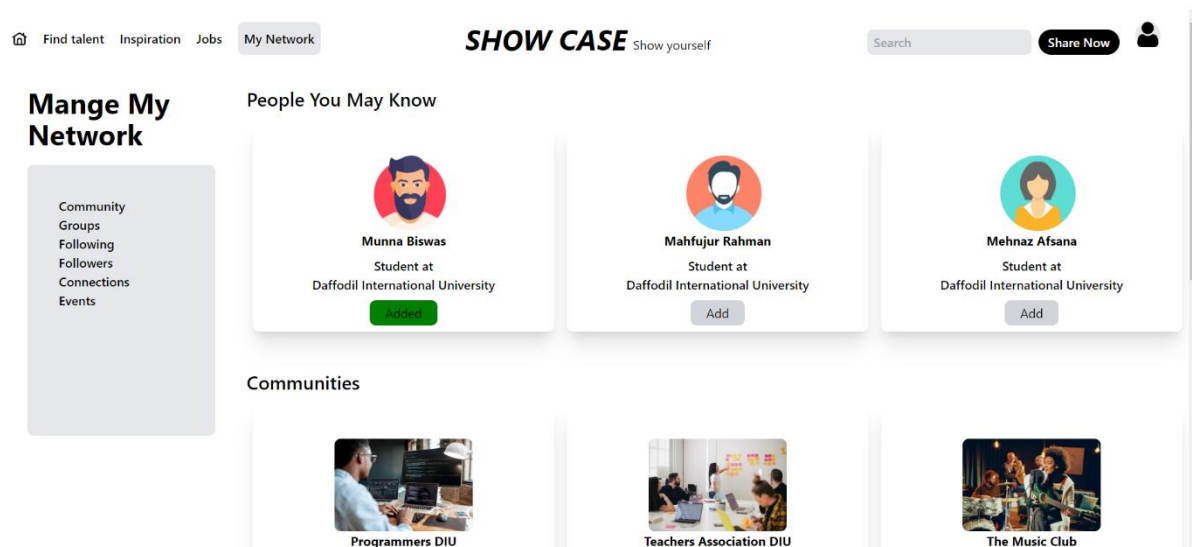 Find talent Inspiration Jobs My Network
SHOW CASE Show yourself
Search
Share Now
Mange My
Network
Community
Groups
Following
Followers
Connections
Events
People You May Know
Munna Biswas
Student at
Daffodil International University
Added
Mahfujur Rahman
Student at
Daffodil International University
Add
Mehnaz Afsana
Student at
Daffodil International University
Add
Communities
Programmers DIU
Teachers Association DIU
The Music Club